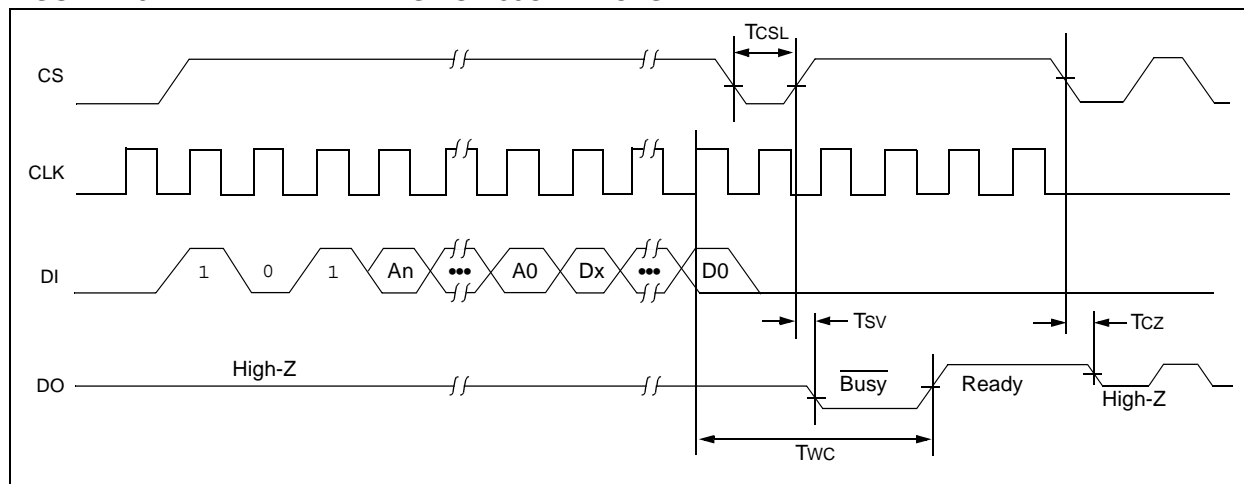 TCSL
CS
CLK
1 0 1 An ••• A0 Dx ••• D0
DI
TSV
TCZ
High-Z
DO
Busy
Ready
High-Z
TWC